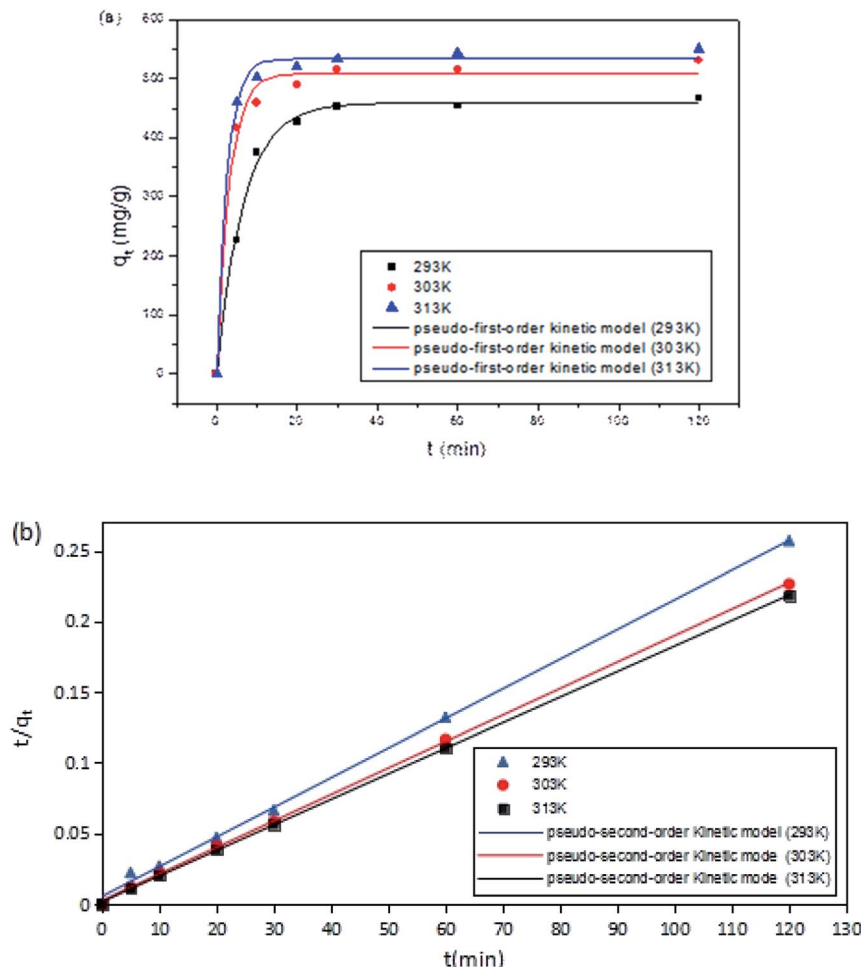 (a)
600
500
400
300
200
100
0
q_t (mg/g)
293K
303K
313K
pseudo-first-order kinetic model (293K)
pseudo-first-order kinetic model (303K)
pseudo-first-order kinetic model (313K)
0 20 40 60 80 100 120
t (min)
(b)
0.25
0.2
0.15
0.1
0.05
0
t/q_t
293K
303K
313K
pseudo-second-order Kinetic model (293K)
pseudo-second-order Kinetic mode (303K)
pseudo-second-order Kinetic mode (313K)
0 10 20 30 40 50 60 70 80 90 100 110 120 130
t(min)